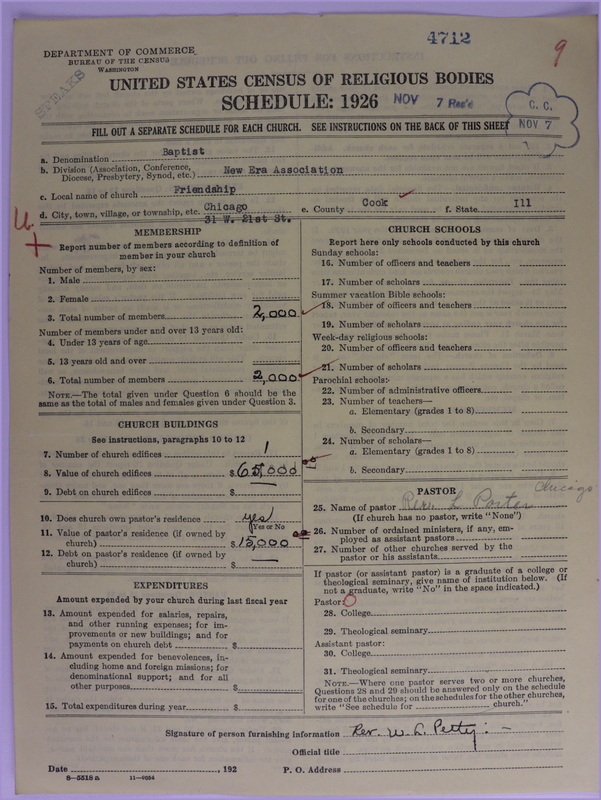 4712
9
DEPARTMENT OF COMMERCE
BUREAU OF THE CENSUS
WASHINGTON
SPEAKS
UNITED STATES CENSUS OF RELIGIOUS BODIES
SCHEDULE: 1926
NOV 7 Rec'd
C. C.
NOV 7
FILL OUT A SEPARATE SCHEDULE FOR EACH CHURCH. SEE INSTRUCTIONS ON THE BACK OF THIS SHEET
a. Denomination Baptist
b. Division (Association, Conference, Diocese, Presbytery, Synod, etc.) New Era Association
c. Local name of church Friendship
d. City, town, village, or township, etc. Chicago e. County Cook f. State Ill
31 W. 21st St.
U.
MEMBERSHIP
Report number of members according to definition of
member in your church
Number of members, by sex:
1. Male
2. Female
3. Total number of members 2,000
Number of members under and over 13 years old:
4. Under 13 years of age
5. 13 years old and over
6. Total number of members 2,000
NOTE.—The total given under Question 6 should be the
same as the total of males and females given under Question 3.
CHURCH BUILDINGS
See instructions, paragraphs 10 to 12
7. Number of church edifices 1
8. Value of church edifices $ 65,000
9. Debt on church edifices $
10. Does church own pastor's residence yes
Yes or No
11. Value of pastor's residence (if owned by
church) $ 15,000
12. Debt on pastor's residence (if owned by
church) $
EXPENDITURES
Amount expended by your church during last fiscal year
13. Amount expended for salaries, repairs,
and other running expenses; for im-
provements or new buildings; and for
payments on church debt $
14. Amount expended for benevolences, in-
cluding home and foreign missions; for
denominational support; and for all
other purposes $
15. Total expenditures during year $
CHURCH SCHOOLS
Report here only schools conducted by this church
Sunday schools:
16. Number of officers and teachers
17. Number of scholars
Summer vacation Bible schools:
18. Number of officers and teachers
19. Number of scholars
Week-day religious schools:
20. Number of officers and teachers
21. Number of scholars
Parochial schools:
22. Number of administrative officers
23. Number of teachers—
a. Elementary (grades 1 to 8)
b. Secondary
24. Number of scholars—
a. Elementary (grades 1 to 8)
b. Secondary
PASTOR
Chicago
25. Name of pastor Rev. L Porter
(If church has no pastor, write "None")
26. Number of ordained ministers, if any, em-
ployed as assistant pastors
27. Number of other churches served by the
pastor or his assistants
If pastor (or assistant pastor) is a graduate of a college or
theological seminary, give name of institution below. (If
not a graduate, write "No" in the space indicated.)
Pastor:
28. College
29. Theological seminary
Assistant pastor:
30. College
31. Theological seminary
NOTE.—Where one pastor serves two or more churches,
Questions 28 and 29 should be answered only on the schedule
for one of the churches; on the schedules for the other churches,
write "See schedule for church."
Signature of person furnishing information Rev. W. L. Petty:-
Official title
Date , 192 P. O. Address
8—5518 a 11—9054